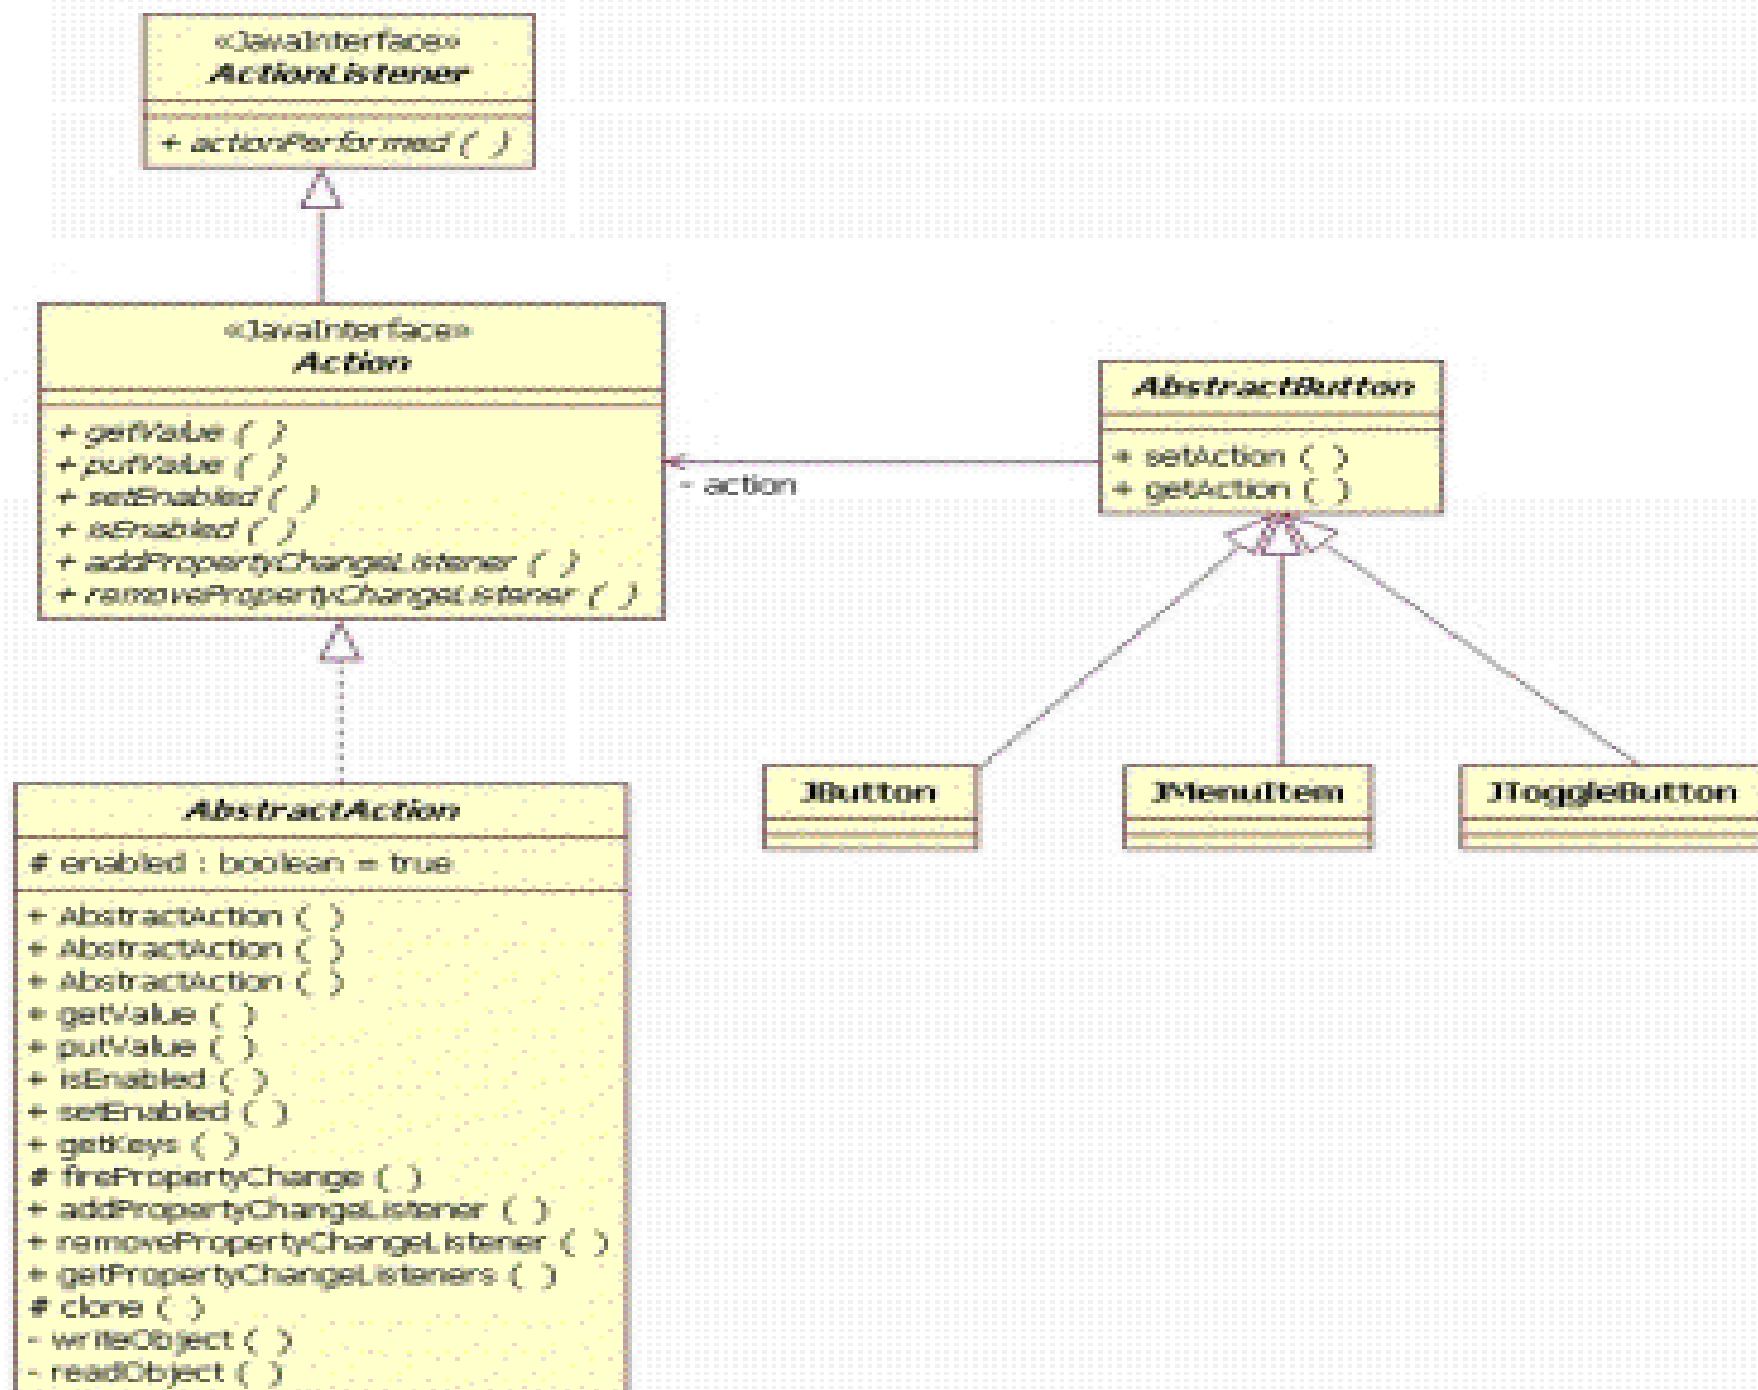 «JavaInterface»
ActionListener
+ actionPerformed ( )
«JavaInterface»
Action
+ getValue ( )
+ putValue ( )
+ setEnabled ( )
+ isEnabled ( )
+ addPropertyChangeListener ( )
+ removePropertyChangeListener ( )
- action
AbstractButton
+ setAction ( )
+ getAction ( )
JButton
JMenuItem
JToggleButton
AbstractAction
# enabled : boolean = true
+ AbstractAction ( )
+ AbstractAction ( )
+ AbstractAction ( )
+ getValue ( )
+ putValue ( )
+ isEnabled ( )
+ setEnabled ( )
+ getKeys ( )
# firePropertyChange ( )
+ addPropertyChangeListener ( )
+ removePropertyChangeListener ( )
+ getPropertyChangeListeners ( )
# clone ( )
- writeObject ( )
- readObject ( )